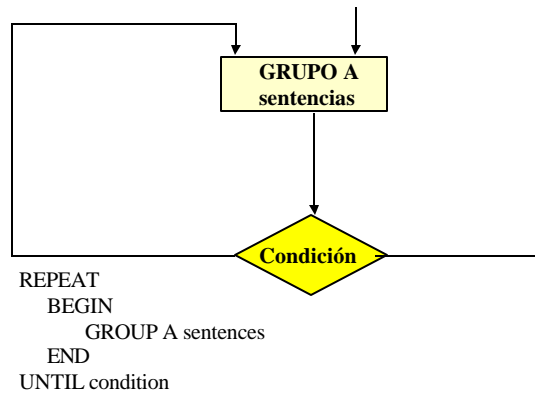 GRUPO A
sentencias
Condición
REPEAT
BEGIN
GROUP A sentences
END
UNTIL condition